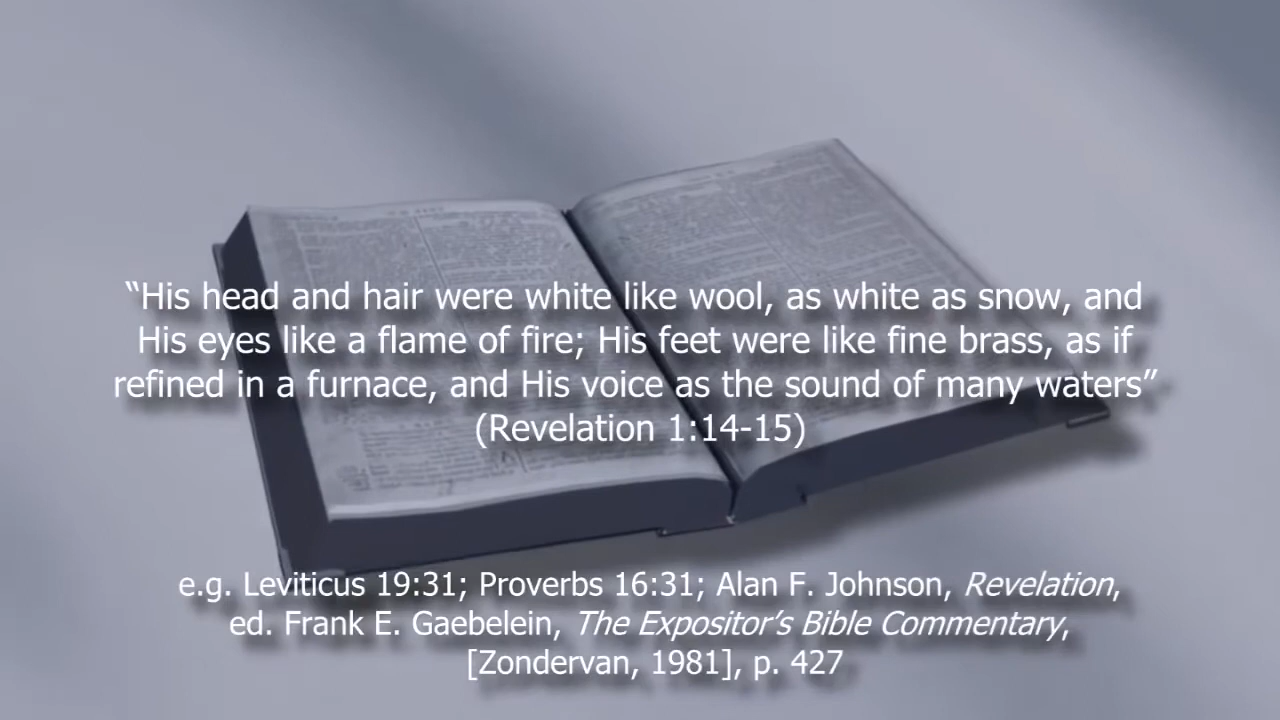 “His head and hair were white like wool, as white as snow, and
His eyes like a flame of fire; His feet were like fine brass, as if
refined in a furnace, and His voice as the sound of many waters”
(Revelation 1:14-15)
e.g. Leviticus 19:31; Proverbs 16:31; Alan F. Johnson, Revelation,
ed. Frank E. Gaebelein, The Expositor’s Bible Commentary,
[Zondervan, 1981], p. 427